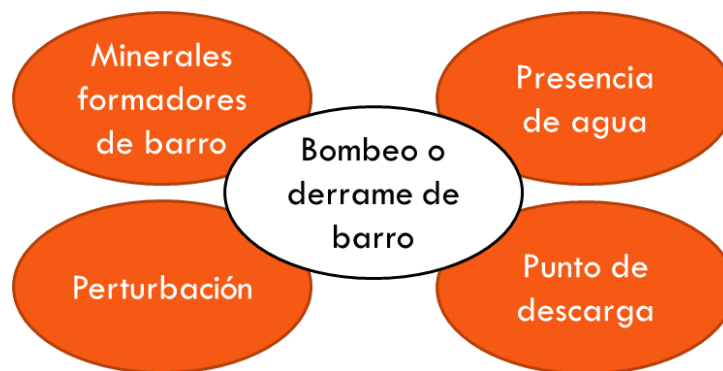 Minerales
formadores
de barro
Presencia
de agua
Bombeo o
derrame de
barro
Perturbación
Punto de
descarga